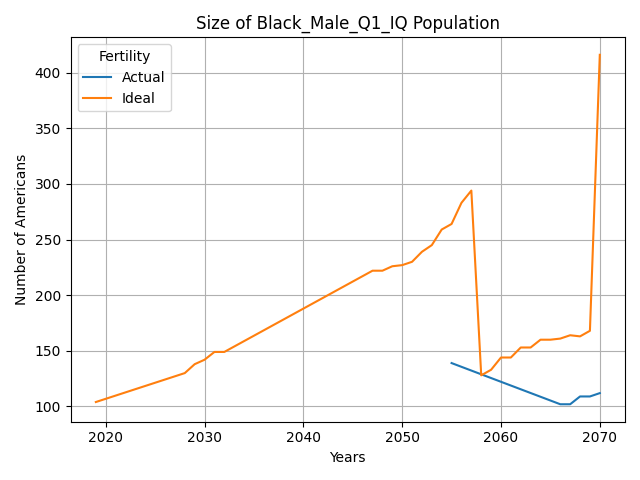 Size of Black_Male_Q1_IQ Population
Fertility
Actual
Ideal
Number of Americans
400
350
300
250
200
150
100
2020 2030 2040 2050 2060 2070
Years